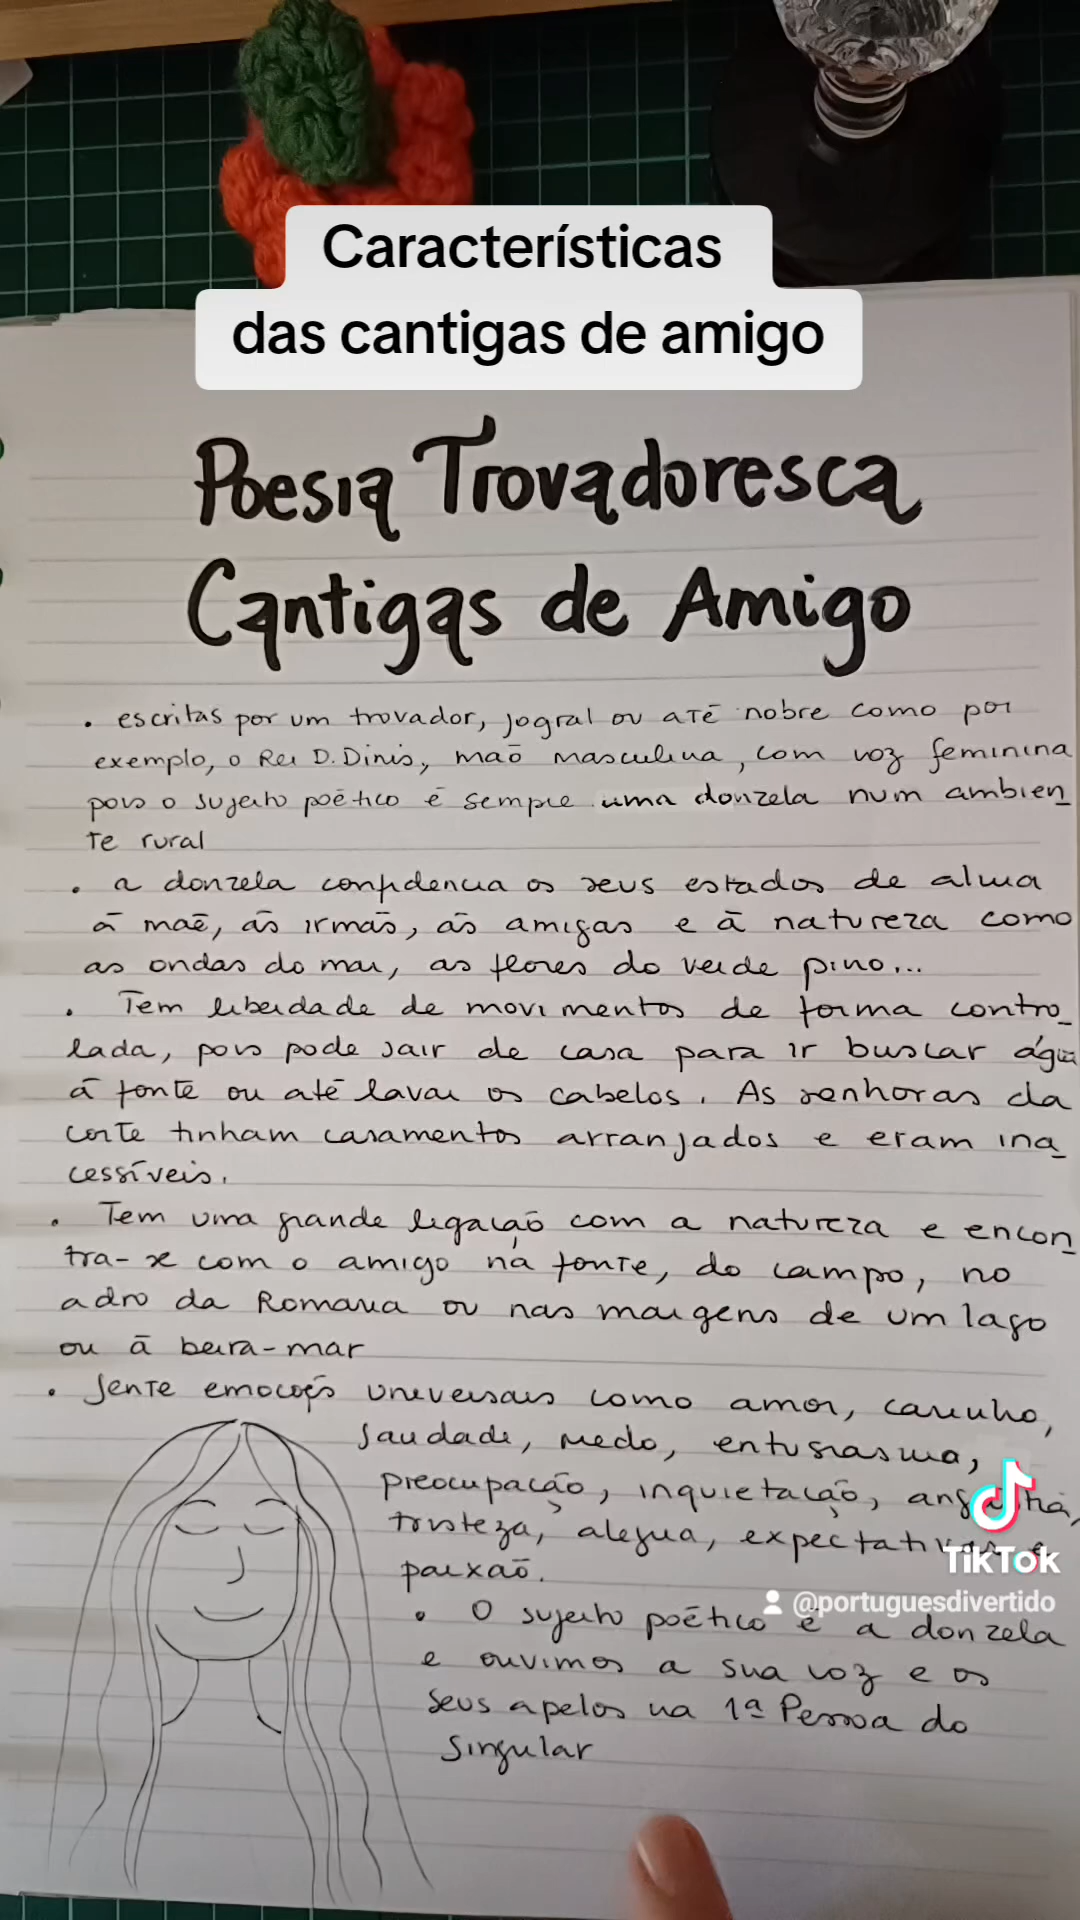 Características
das cantigas de amigo
Poesia Trovadoresca
Cantigas de Amigo
• escritas por um trovador, jogral ou até nobre como por
exemplo, o Rei D. Dinis, mão masculina, com voz feminina
pois o sujeito poético é sempre uma donzela num ambien_
te rural
• a donzela confidencia os seus estados de alma
à mãe, às irmãs, às amigas e à natureza como
as ondas do mar, as flores do verde pino...
• Tem liberdade de movimentos de forma contro_
lada, pois pode sair de casa para ir buscar água
à fonte ou até lavar os cabelos. As senhoras da
corte tinham casamentos arranjados e eram ina_
cessíveis.
• Tem uma grande ligação com a natureza e encon_
tra-se com o amigo na fonte, do campo, no
adro da Romaria ou nas margens de um lago
ou à beira-mar
• Sente emoções universais como amor, carinho,
saudade, medo, entusiasmo,
preocupação, inquietação,
tristeza, alegria,
paixão.
TikTok
@portuguesdivertido
• O sujeito poético é a donzela
e ouvimos a sua voz e os
seus apelos na 1ª Pessoa do
Singular